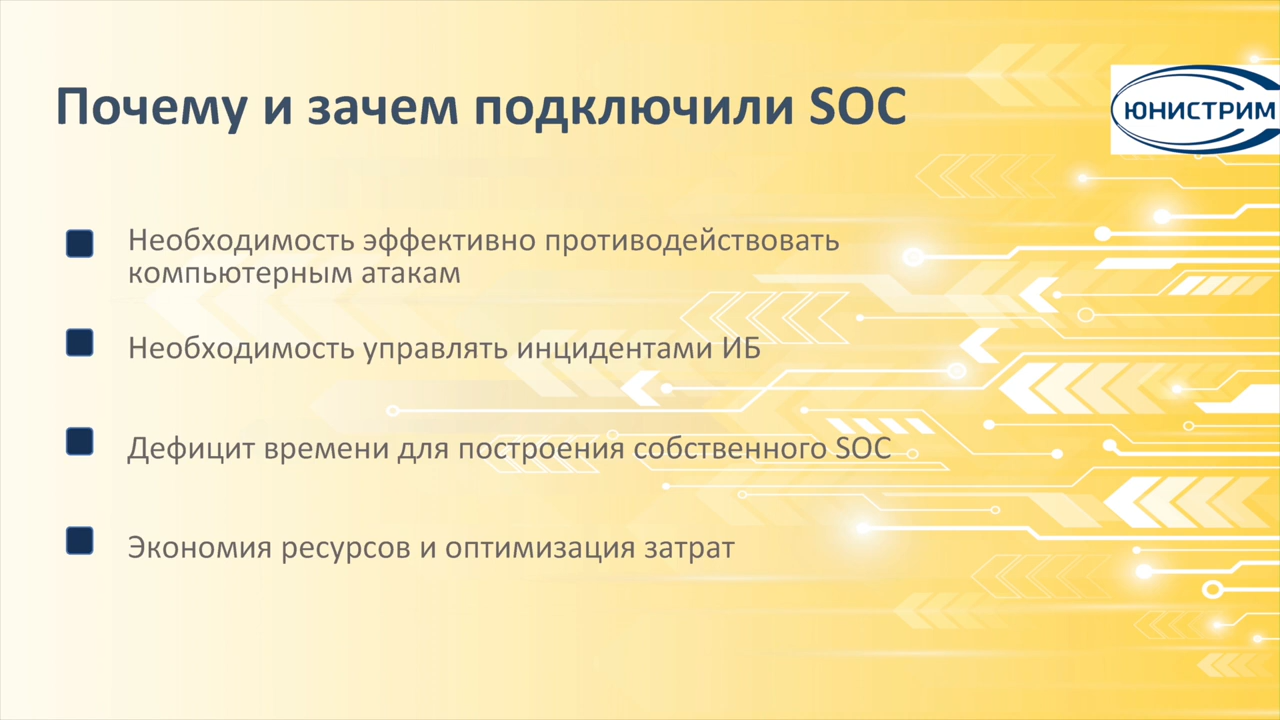 Почему и зачем подключили SOC
ЮНИСТРИМ
Необходимость эффективно противодействовать
компьютерным атакам
Необходимость управлять инцидентами ИБ
Дефицит времени для построения собственного SOC
Экономия ресурсов и оптимизация затрат